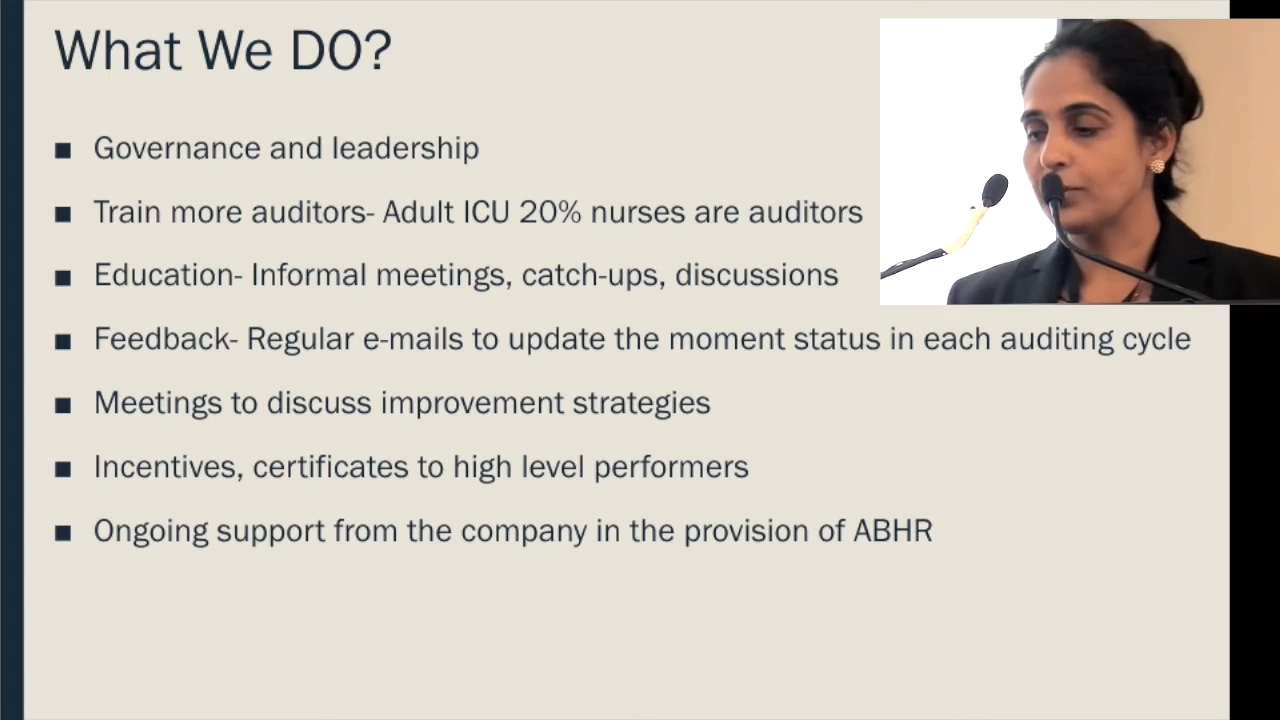 What We DO?
Governance and leadership
Train more auditors- Adult ICU 20% nurses are auditors
Education- Informal meetings, catch-ups, discussions
Feedback- Regular e-mails to update the moment status in each auditing cycle
Meetings to discuss improvement strategies
Incentives, certificates to high level performers
Ongoing support from the company in the provision of ABHR